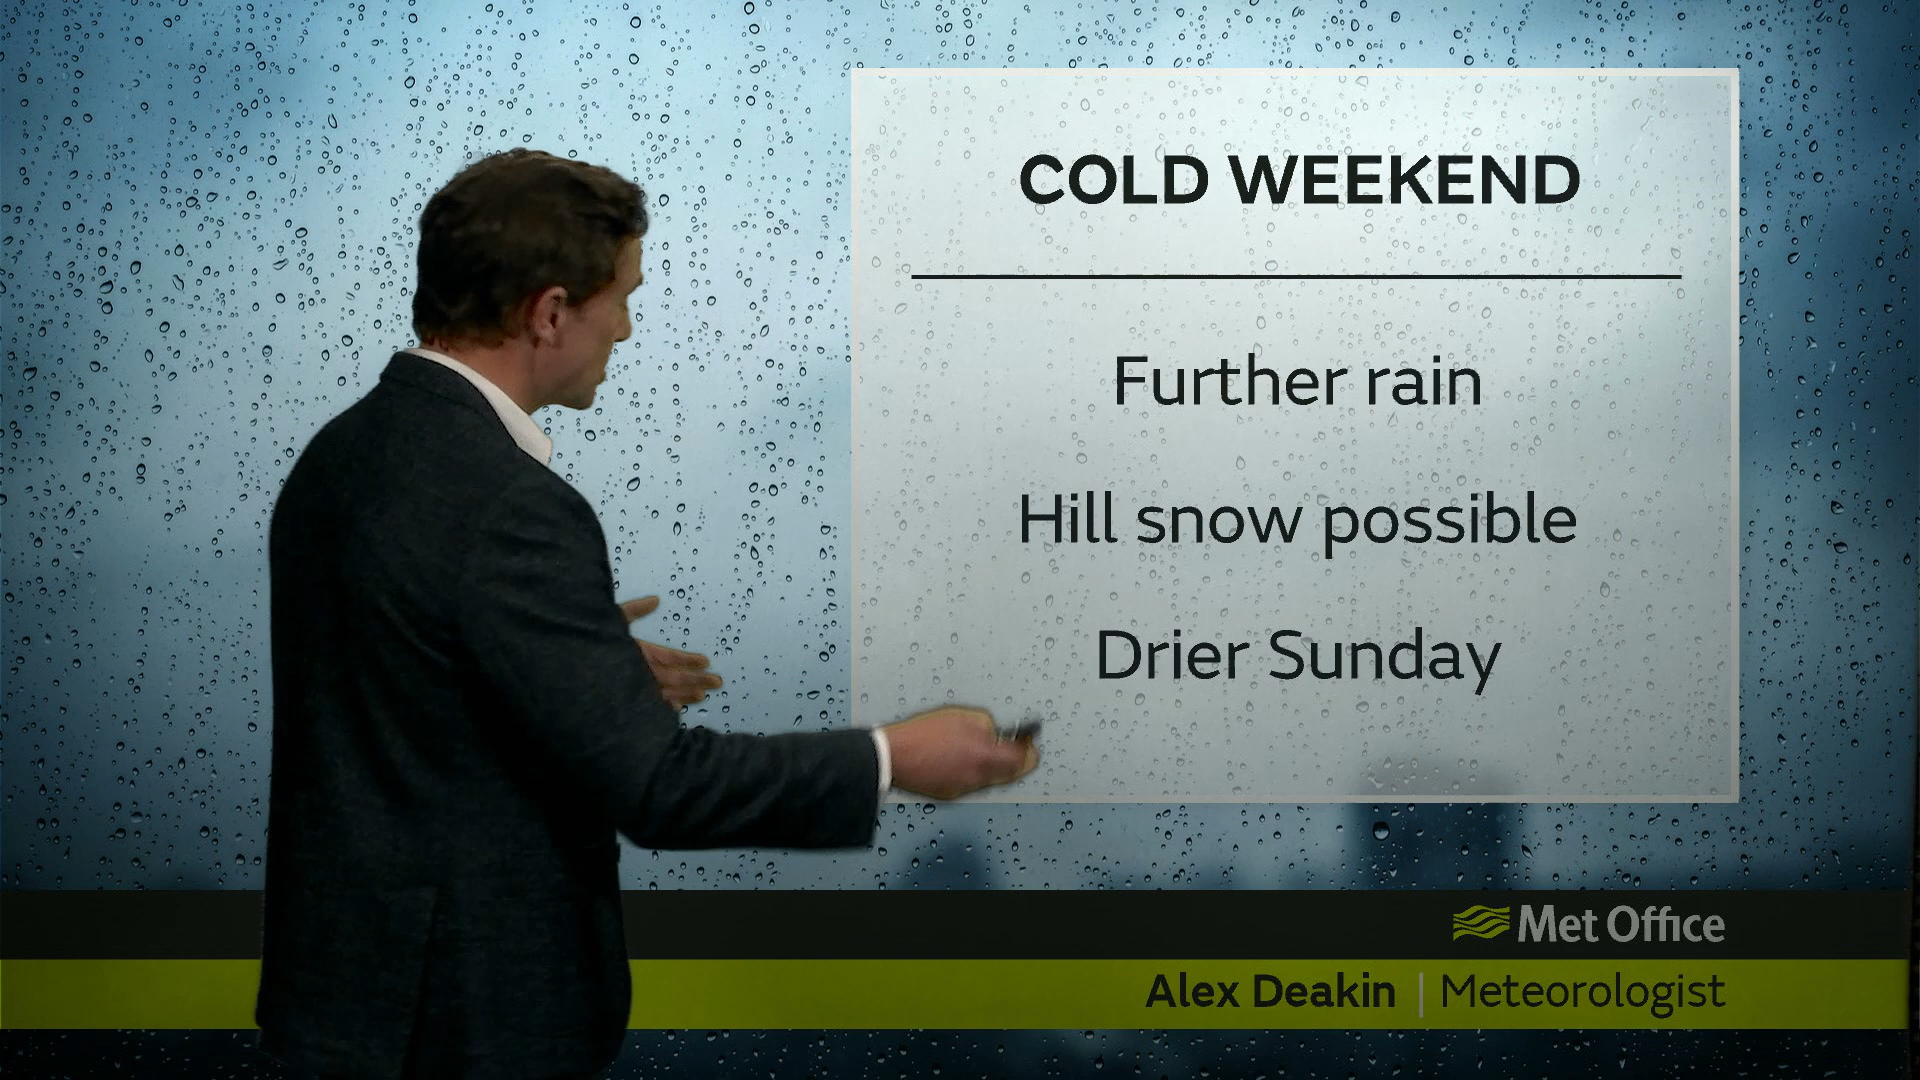 COLD WEEKEND
Further rain
Hill snow possible
Drier Sunday
Met Office
Alex Deakin | Meteorologist